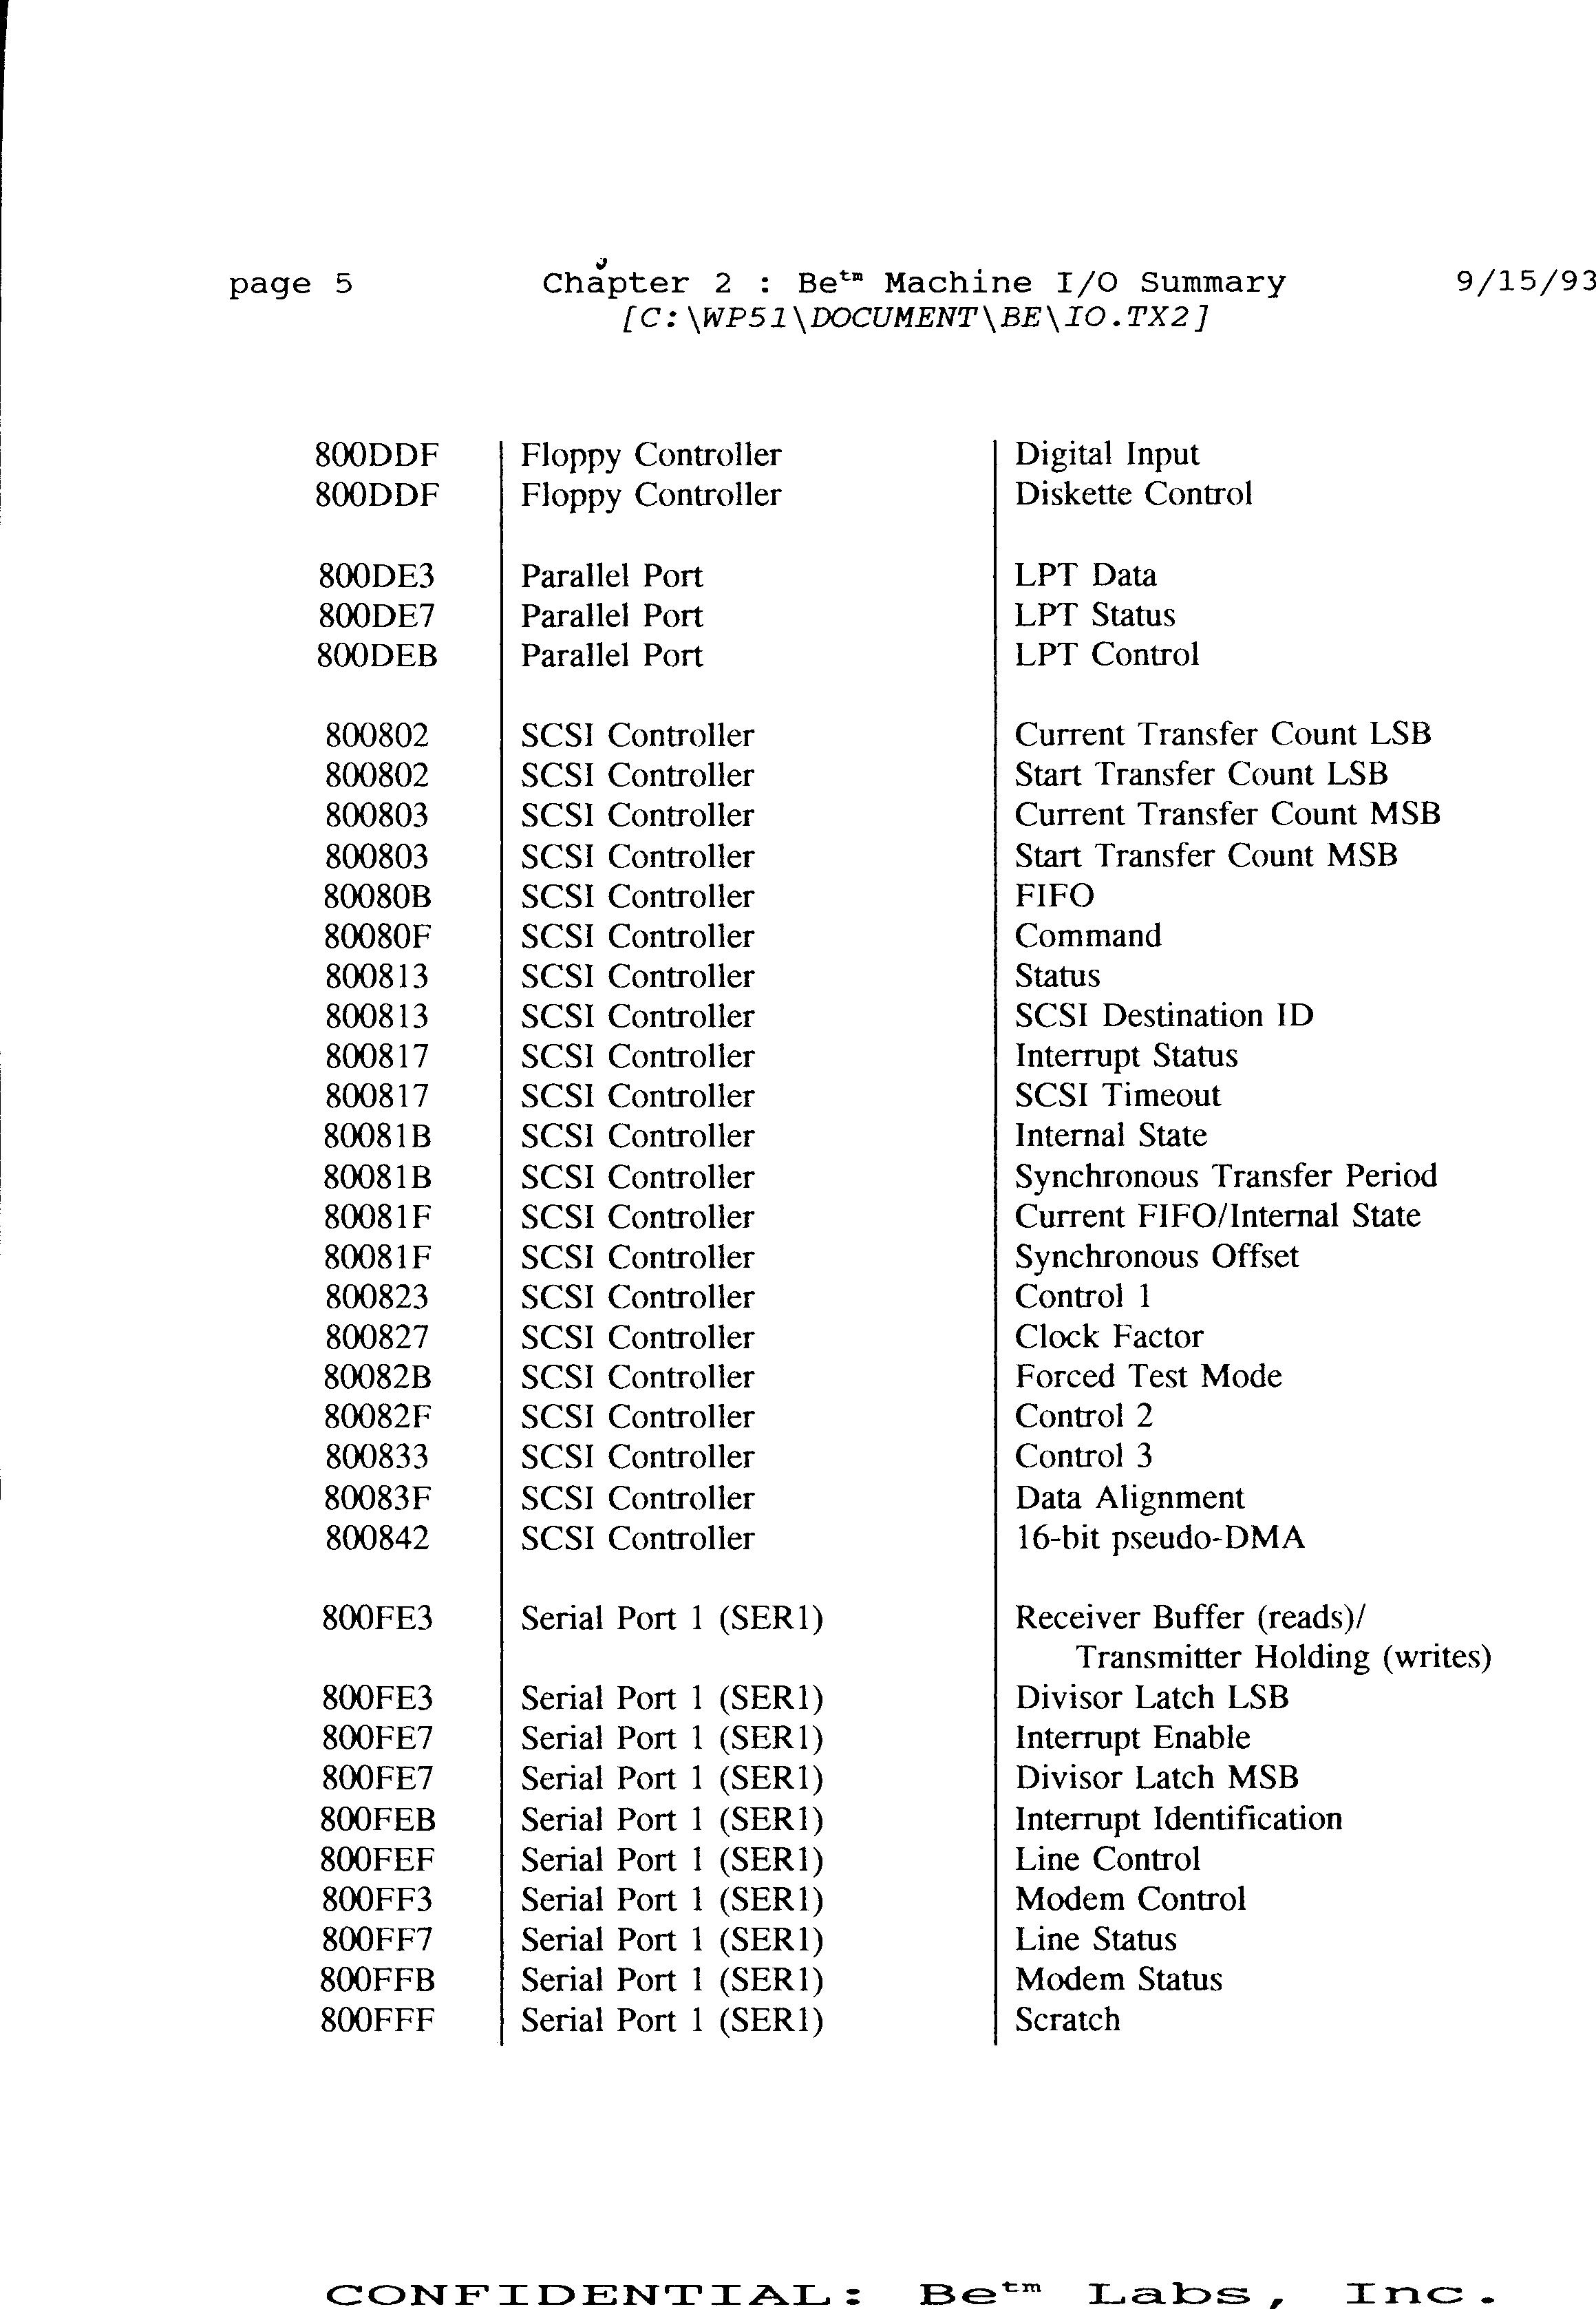 page 5 Chapter 2 : Be™ Machine I/O Summary 9/15/93
[C:\WP51\DOCUMENT\BE\IO.TX2]
800DDF Floppy Controller Digital Input
800DDF Floppy Controller Diskette Control
800DE3 Parallel Port LPT Data
800DE7 Parallel Port LPT Status
800DEB Parallel Port LPT Control
800802 SCSI Controller Current Transfer Count LSB
800802 SCSI Controller Start Transfer Count LSB
800803 SCSI Controller Current Transfer Count MSB
800803 SCSI Controller Start Transfer Count MSB
80080B SCSI Controller FIFO
80080F SCSI Controller Command
800813 SCSI Controller Status
800813 SCSI Controller SCSI Destination ID
800817 SCSI Controller Interrupt Status
800817 SCSI Controller SCSI Timeout
80081B SCSI Controller Internal State
80081B SCSI Controller Synchronous Transfer Period
80081F SCSI Controller Current FIFO/Internal State
80081F SCSI Controller Synchronous Offset
800823 SCSI Controller Control 1
800827 SCSI Controller Clock Factor
80082B SCSI Controller Forced Test Mode
80082F SCSI Controller Control 2
800833 SCSI Controller Control 3
80083F SCSI Controller Data Alignment
800842 SCSI Controller 16-bit pseudo-DMA
800FE3 Serial Port 1 (SER1) Receiver Buffer (reads)/
Transmitter Holding (writes)
800FE3 Serial Port 1 (SER1) Divisor Latch LSB
800FE7 Serial Port 1 (SER1) Interrupt Enable
800FE7 Serial Port 1 (SER1) Divisor Latch MSB
800FEB Serial Port 1 (SER1) Interrupt Identification
800FEF Serial Port 1 (SER1) Line Control
800FF3 Serial Port 1 (SER1) Modem Control
800FF7 Serial Port 1 (SER1) Line Status
800FFB Serial Port 1 (SER1) Modem Status
800FFF Serial Port 1 (SER1) Scratch
CONFIDENTIAL: Be™ Labs, Inc.